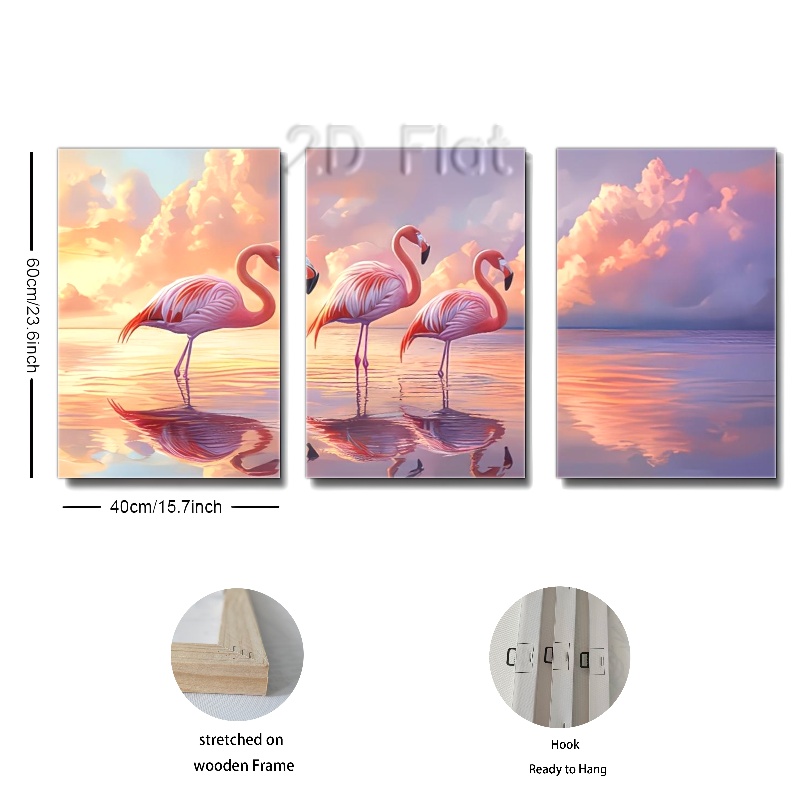 2D Flat
60cm/23.6inch
40cm/15.7inch
stretched on
wooden Frame
Hook
Ready to Hang